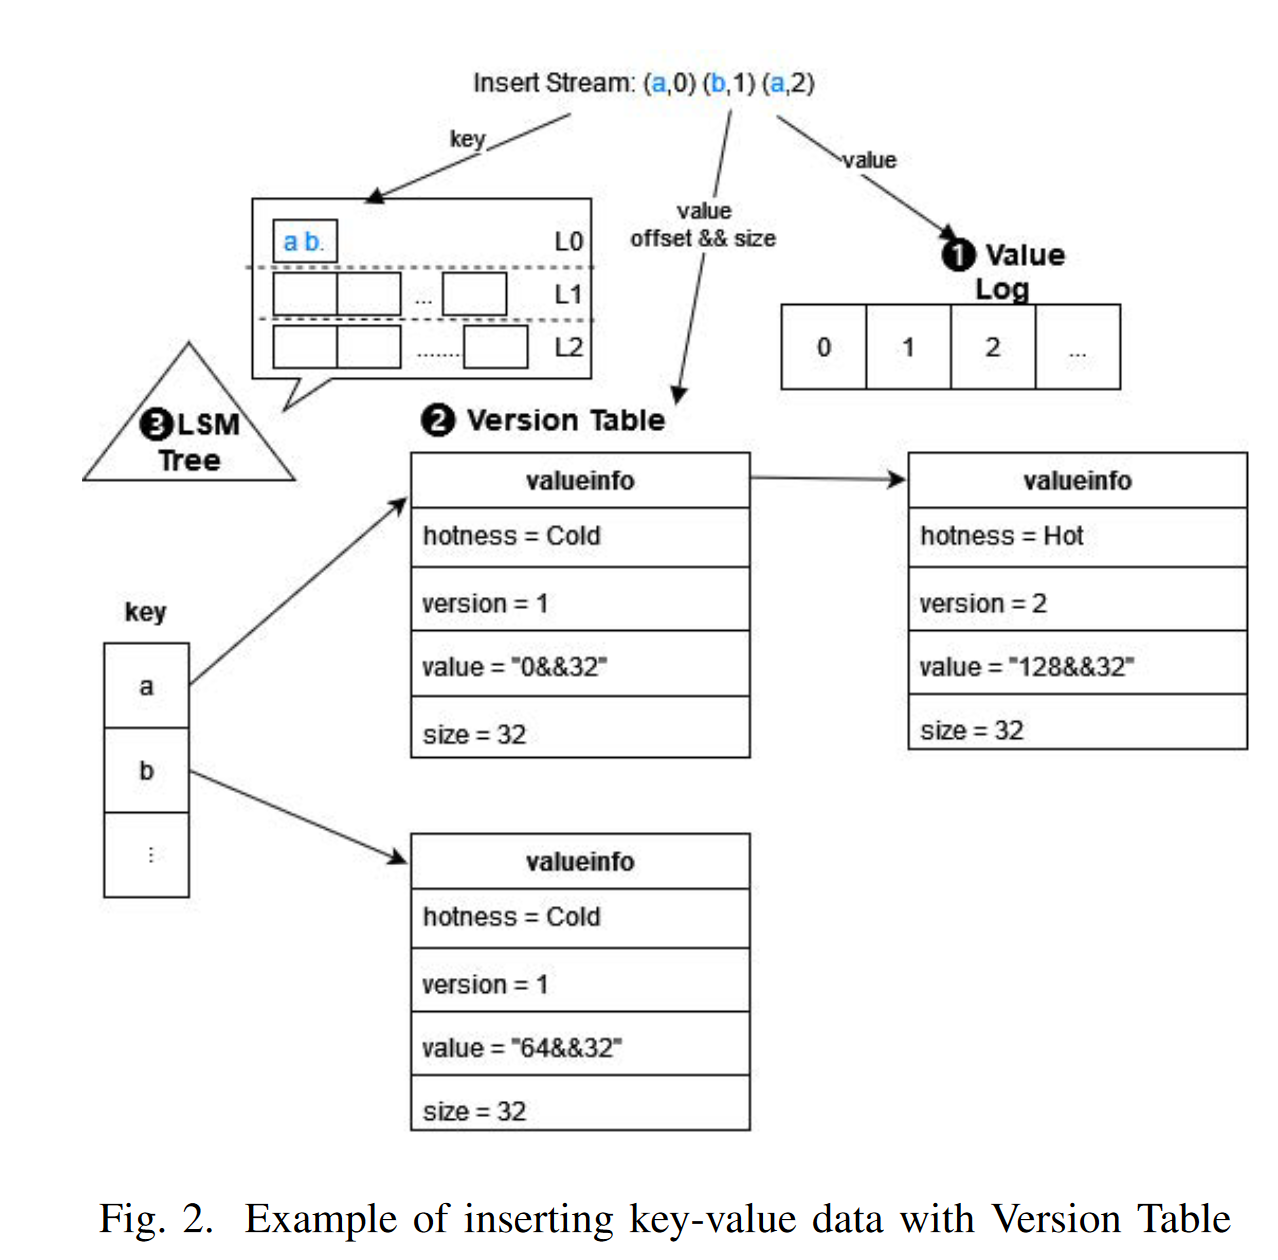 Insert Stream: (a,0) (b,1) (a,2)
key
value
offset && size
value
a b.
L0
...
L1
........
L2
❶ Value
Log
0
1
2
...
❸LSM
Tree
❷ Version Table
valueinfo
hotness = Cold
version = 1
value = "0&&32"
size = 32
valueinfo
hotness = Hot
version = 2
value = "128&&32"
size = 32
key
a
b
⋮
valueinfo
hotness = Cold
version = 1
value = "64&&32"
size = 32
Fig. 2. Example of inserting key-value data with Version Table